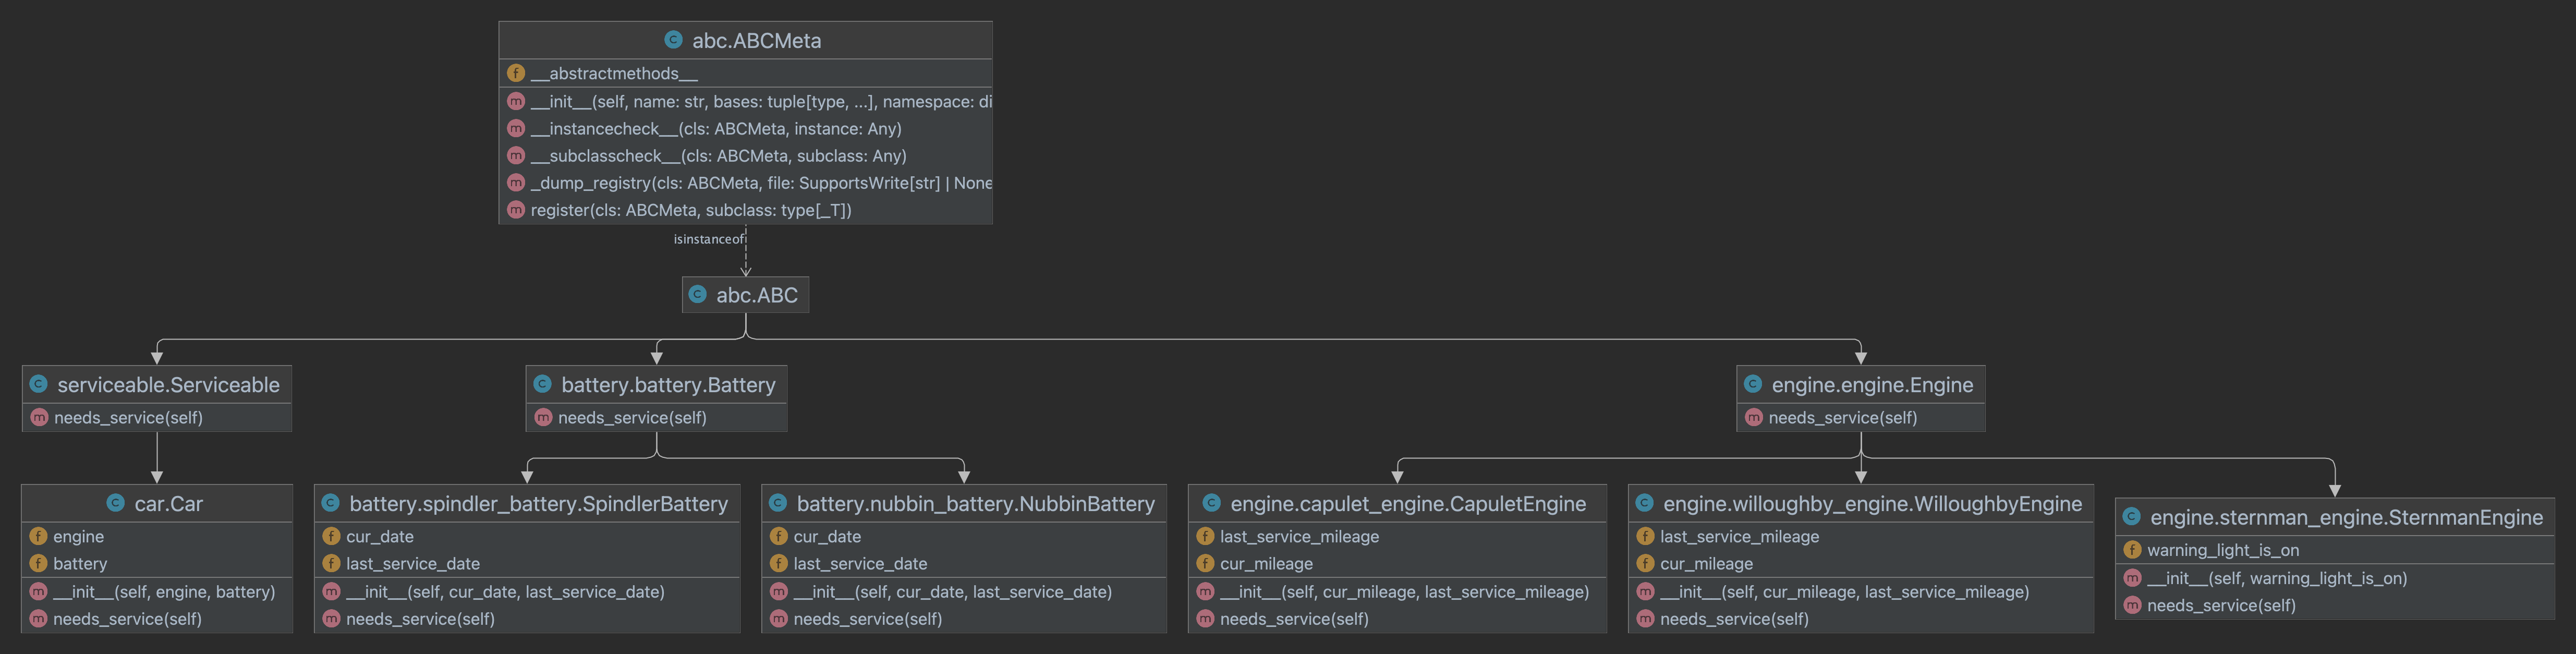 abc.ABCMeta
__abstractmethods__
__init__(self, name: str, bases: tuple[type, ...], namespace: di
__instancecheck__(cls: ABCMeta, instance: Any)
__subclasscheck__(cls: ABCMeta, subclass: Any)
_dump_registry(cls: ABCMeta, file: SupportsWrite[str] | None
register(cls: ABCMeta, subclass: type[_T])
isinstanceof
abc.ABC
serviceable.Serviceable
needs_service(self)
battery.battery.Battery
needs_service(self)
engine.engine.Engine
needs_service(self)
car.Car
engine
battery
__init__(self, engine, battery)
needs_service(self)
battery.spindler_battery.SpindlerBattery
cur_date
last_service_date
__init__(self, cur_date, last_service_date)
needs_service(self)
battery.nubbin_battery.NubbinBattery
cur_date
last_service_date
__init__(self, cur_date, last_service_date)
needs_service(self)
engine.capulet_engine.CapuletEngine
last_service_mileage
cur_mileage
__init__(self, cur_mileage, last_service_mileage)
needs_service(self)
engine.willoughby_engine.WilloughbyEngine
last_service_mileage
cur_mileage
__init__(self, cur_mileage, last_service_mileage)
needs_service(self)
engine.sternman_engine.SternmanEngine
warning_light_is_on
__init__(self, warning_light_is_on)
needs_service(self)